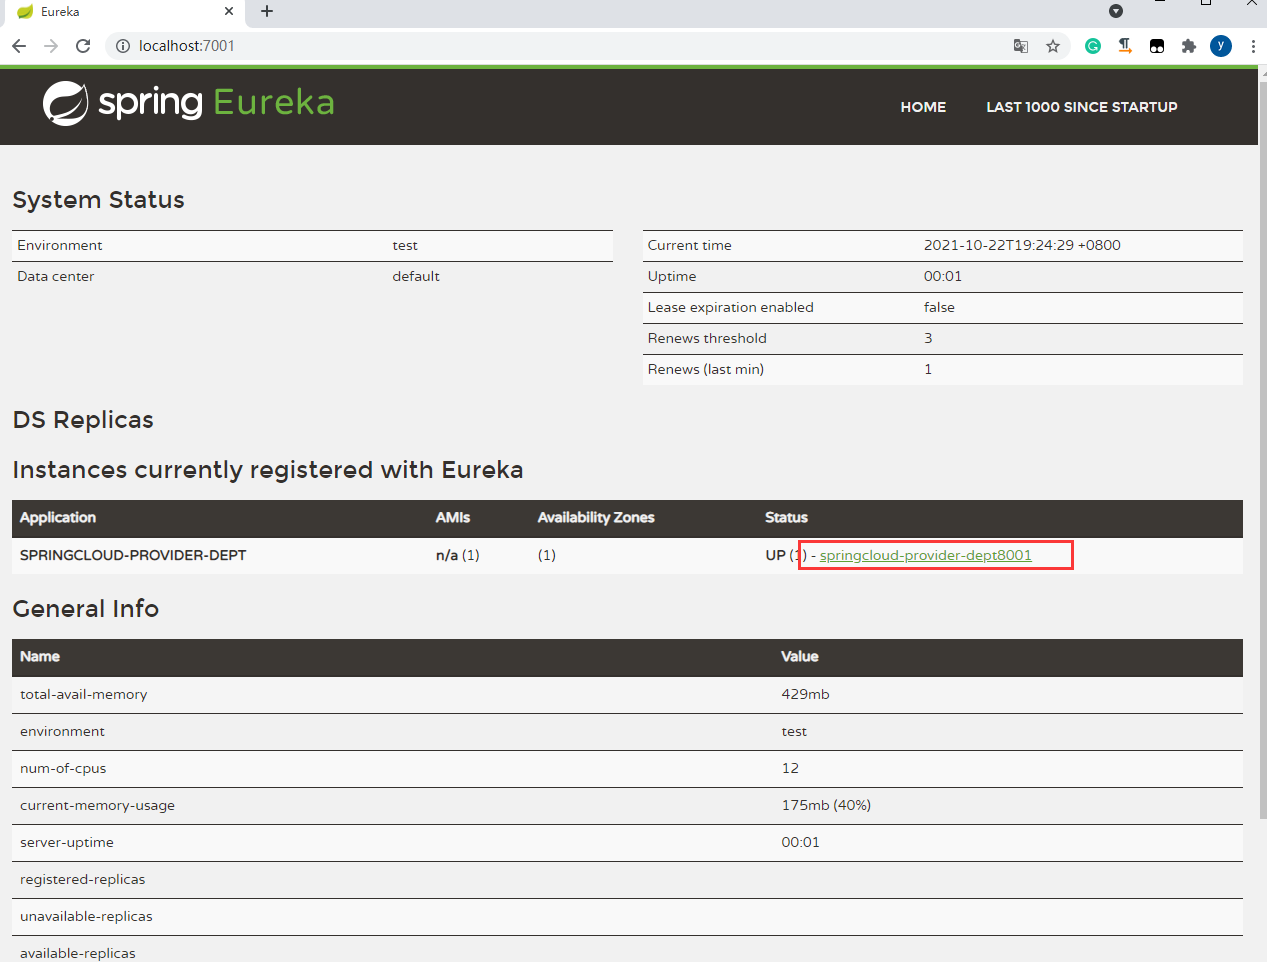 Eureka
localhost:7001
y
spring Eureka
HOME LAST 1000 SINCE STARTUP
System Status
Environment test
Data center default
Current time 2021-10-22T19:24:29 +0800
Uptime 00:01
Lease expiration enabled false
Renews threshold 3
Renews (last min) 1
DS Replicas
Instances currently registered with Eureka
Application AMIs Availability Zones Status
SPRINGCLOUD-PROVIDER-DEPT n/a (1) (1) UP (1) - springcloud-provider-dept8001
General Info
Name Value
total-avail-memory 429mb
environment test
num-of-cpus 12
current-memory-usage 175mb (40%)
server-uptime 00:01
registered-replicas
unavailable-replicas
available-replicas